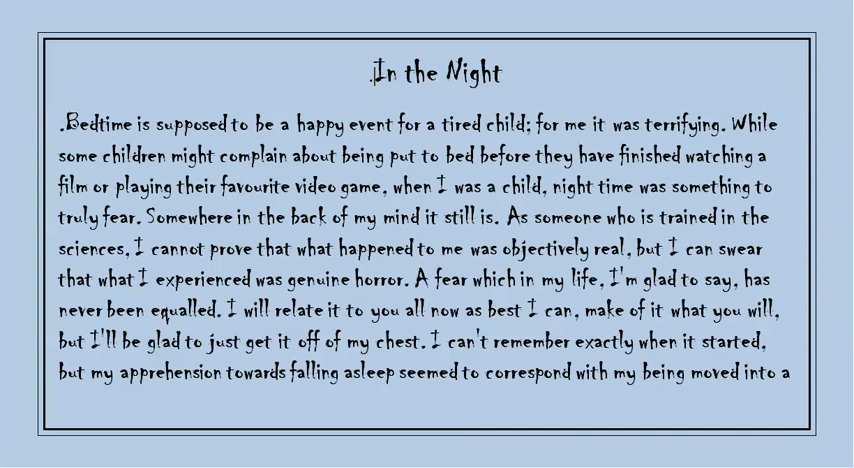 .In the Night
.Bedtime is supposed to be a happy event for a tired child; for me it was terrifying. While
some children might complain about being put to bed before they have finished watching a
film or playing their favourite video game, when I was a child, night time was something to
truly fear. Somewhere in the back of my mind it still is. As someone who is trained in the
sciences, I cannot prove that what happened to me was objectively real, but I can swear
that what I experienced was genuine horror. A fear which in my life, I'm glad to say, has
never been equalled. I will relate it to you all now as best I can, make of it what you will,
but I'll be glad to just get it off of my chest. I can't remember exactly when it started,
but my apprehension towards falling asleep seemed to correspond with my being moved into a